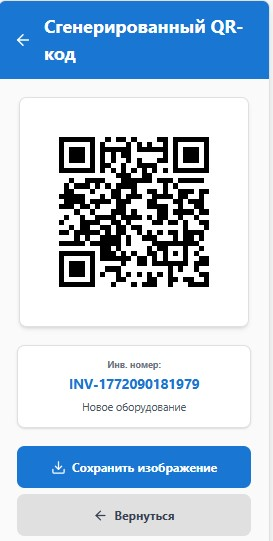 Сгенерированный QR-
код
Инв. номер:
INV-1772090181979
Новое оборудование
Сохранить изображение
Вернуться